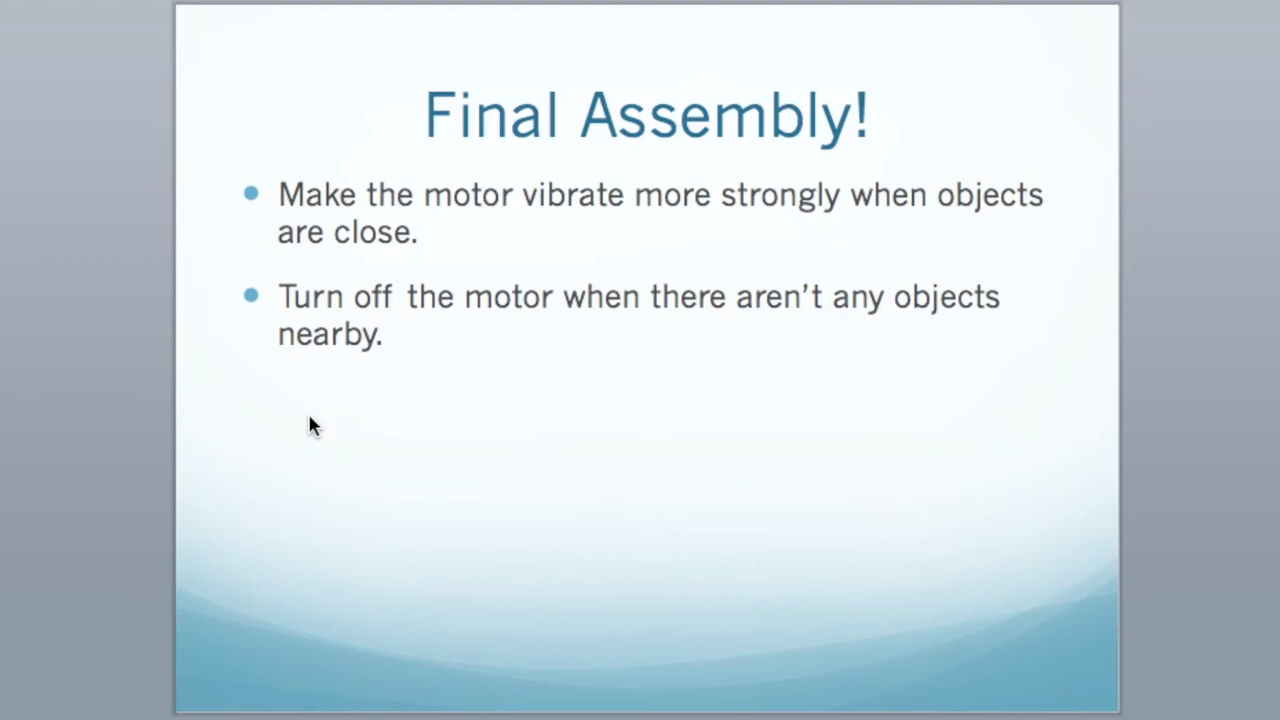 Final Assembly!
Make the motor vibrate more strongly when objects
are close.
Turn off the motor when there aren't any objects
nearby.